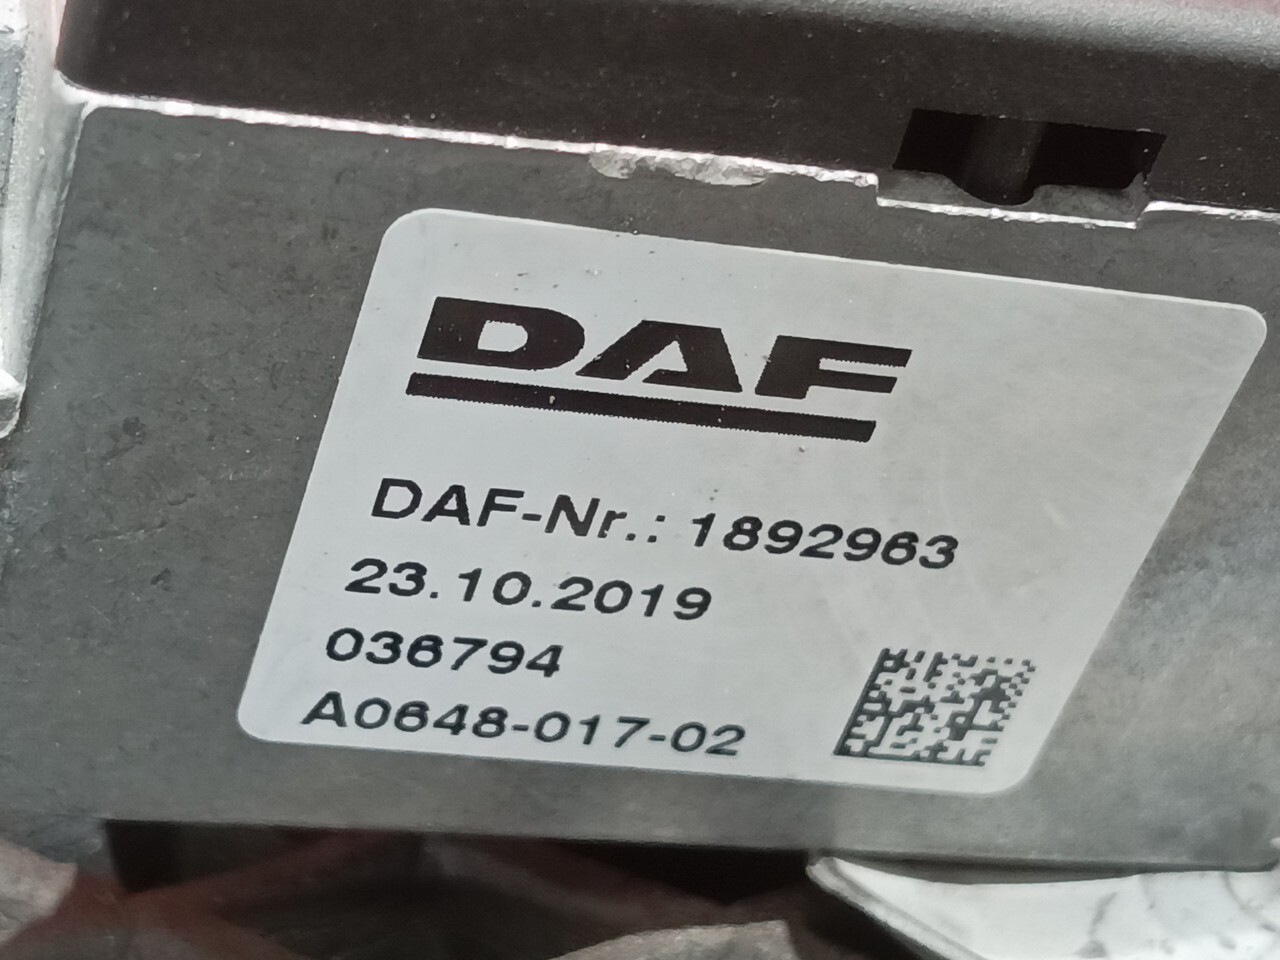 DAF
DAF-Nr.: 1892963
23.10.2019
036794
A0648-017-02